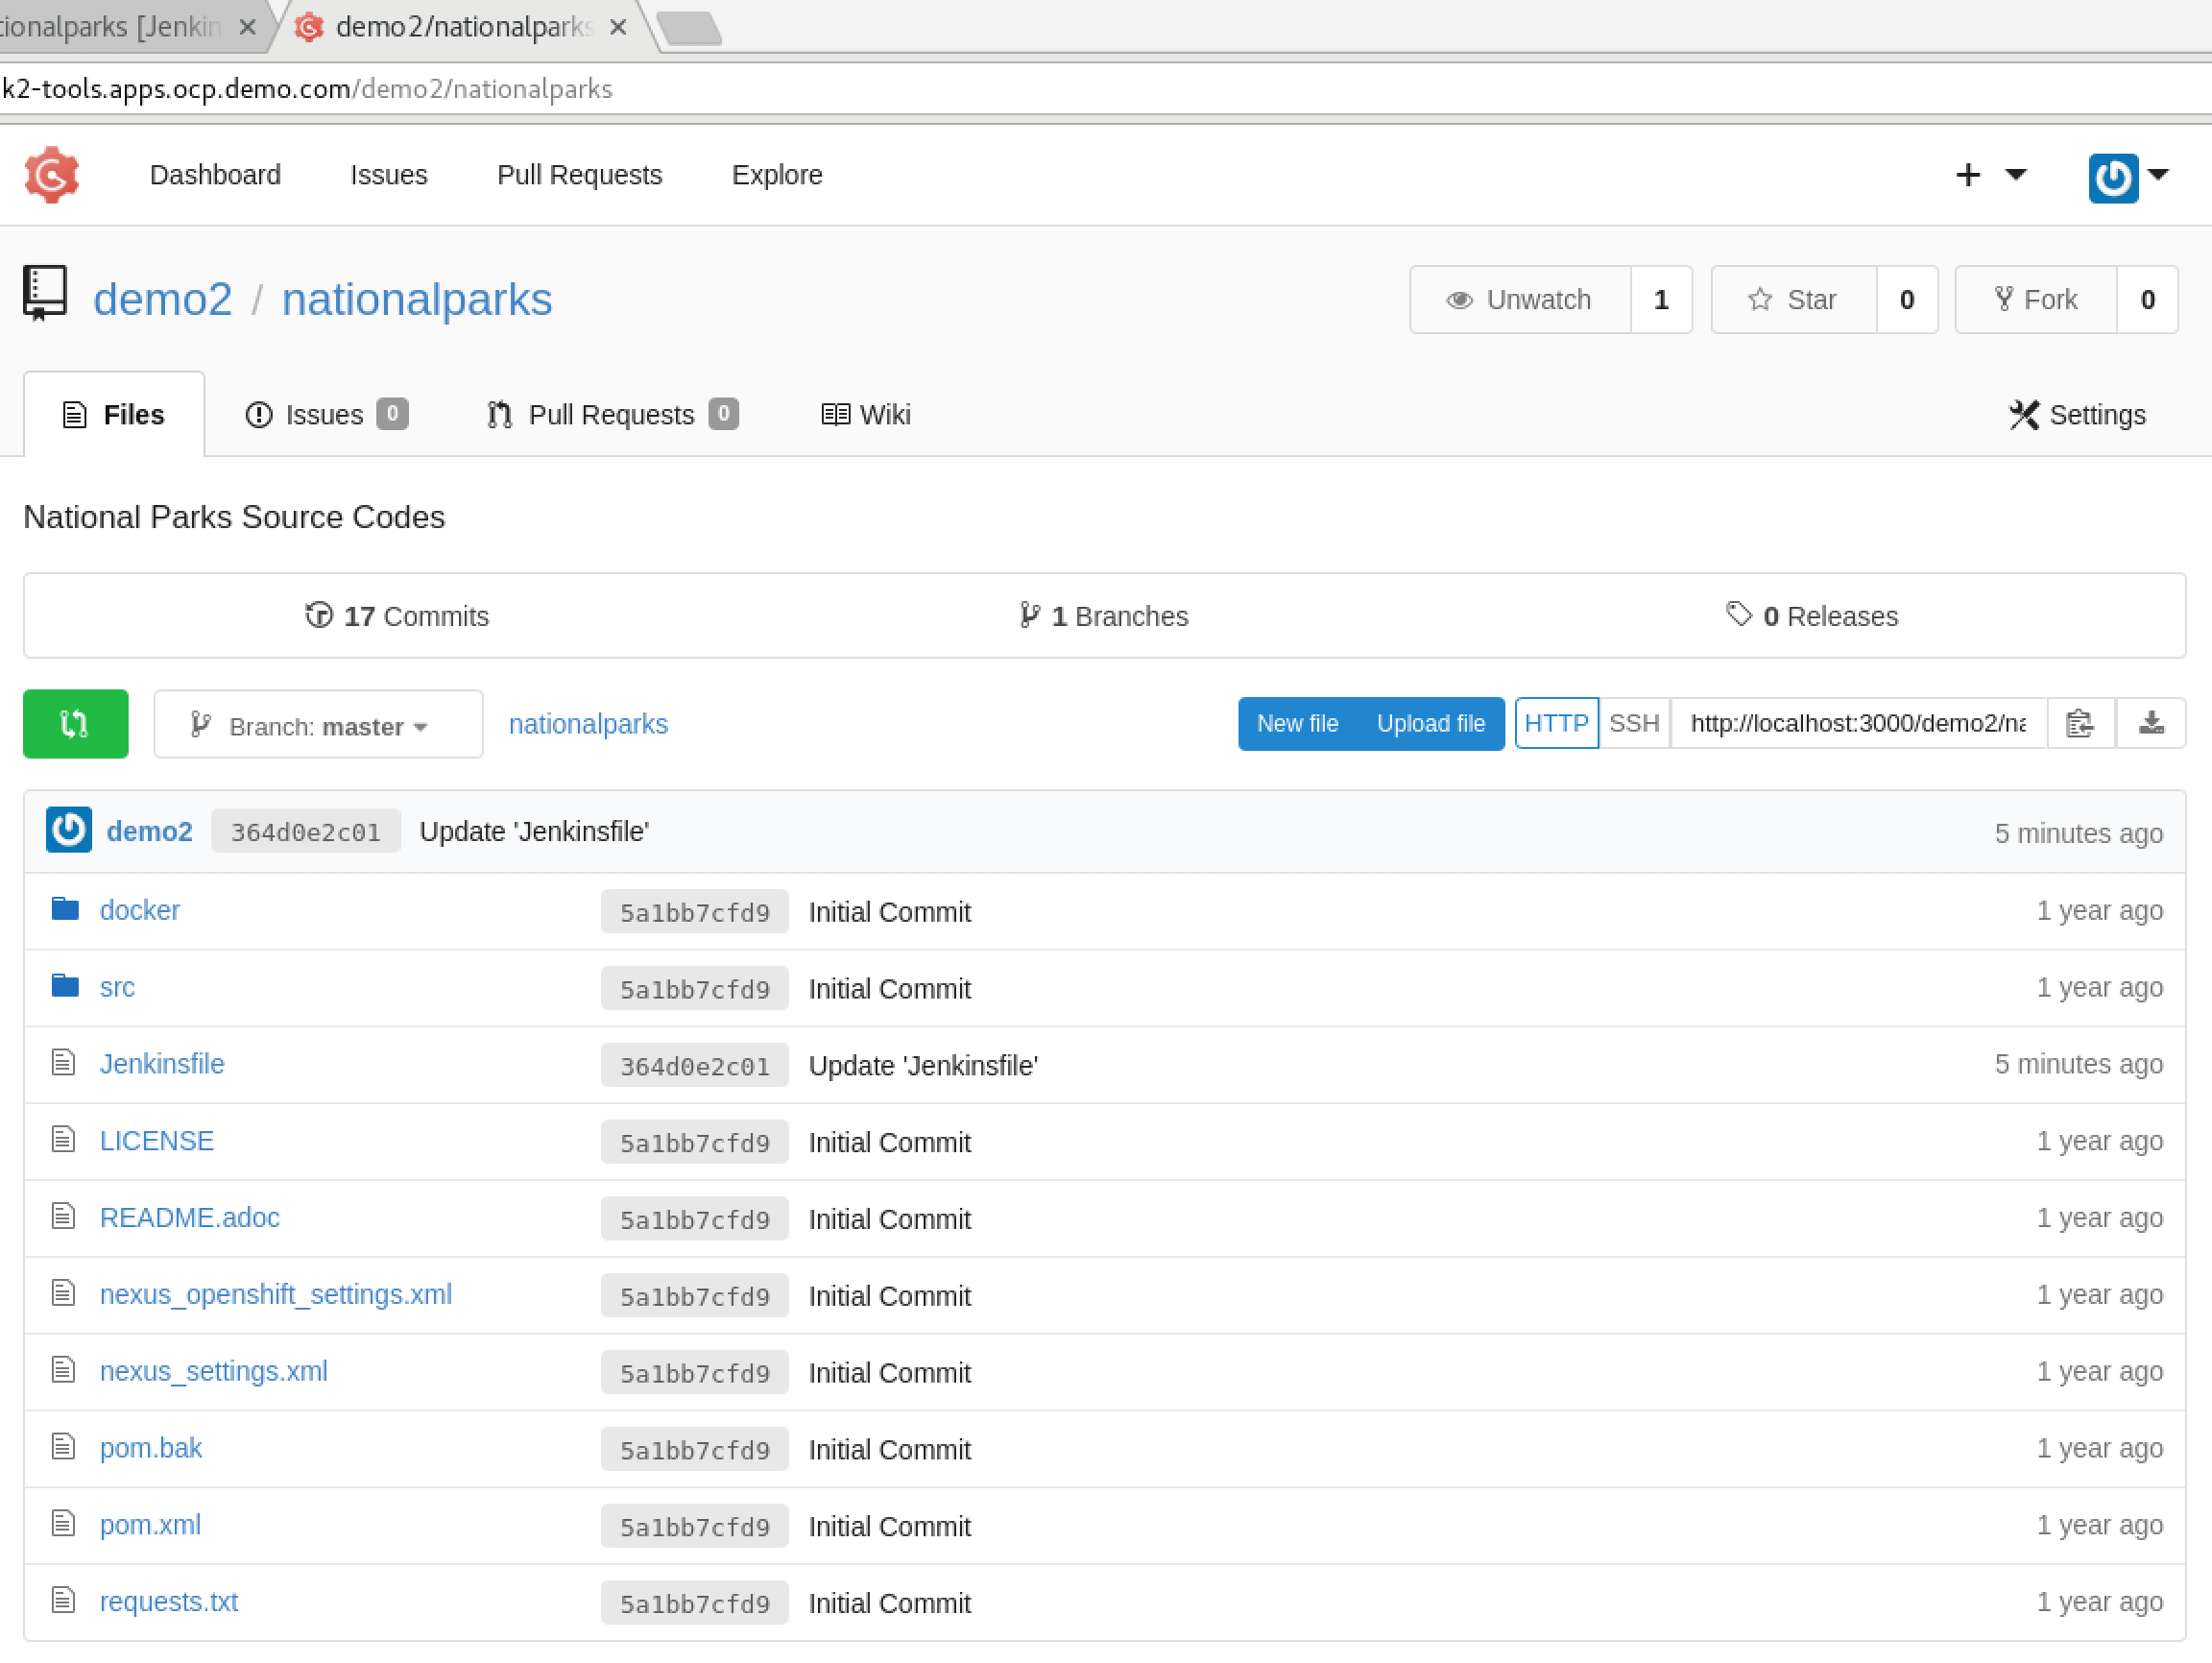 tionalparks [Jenkin
demo2/nationalparks
k2-tools.apps.ocp.demo.com/demo2/nationalparks
Dashboard Issues Pull Requests Explore
demo2 / nationalparks
Unwatch 1 Star 0 Fork 0
Files Issues 0 Pull Requests 0 Wiki Settings
National Parks Source Codes
17 Commits 1 Branches 0 Releases
Branch: master nationalparks New file Upload file HTTP SSH http://localhost:3000/demo2/na
demo2 364d0e2c01 Update 'Jenkinsfile' 5 minutes ago
docker 5a1bb7cfd9 Initial Commit 1 year ago
src 5a1bb7cfd9 Initial Commit 1 year ago
Jenkinsfile 364d0e2c01 Update 'Jenkinsfile' 5 minutes ago
LICENSE 5a1bb7cfd9 Initial Commit 1 year ago
README.adoc 5a1bb7cfd9 Initial Commit 1 year ago
nexus_openshift_settings.xml 5a1bb7cfd9 Initial Commit 1 year ago
nexus_settings.xml 5a1bb7cfd9 Initial Commit 1 year ago
pom.bak 5a1bb7cfd9 Initial Commit 1 year ago
pom.xml 5a1bb7cfd9 Initial Commit 1 year ago
requests.txt 5a1bb7cfd9 Initial Commit 1 year ago